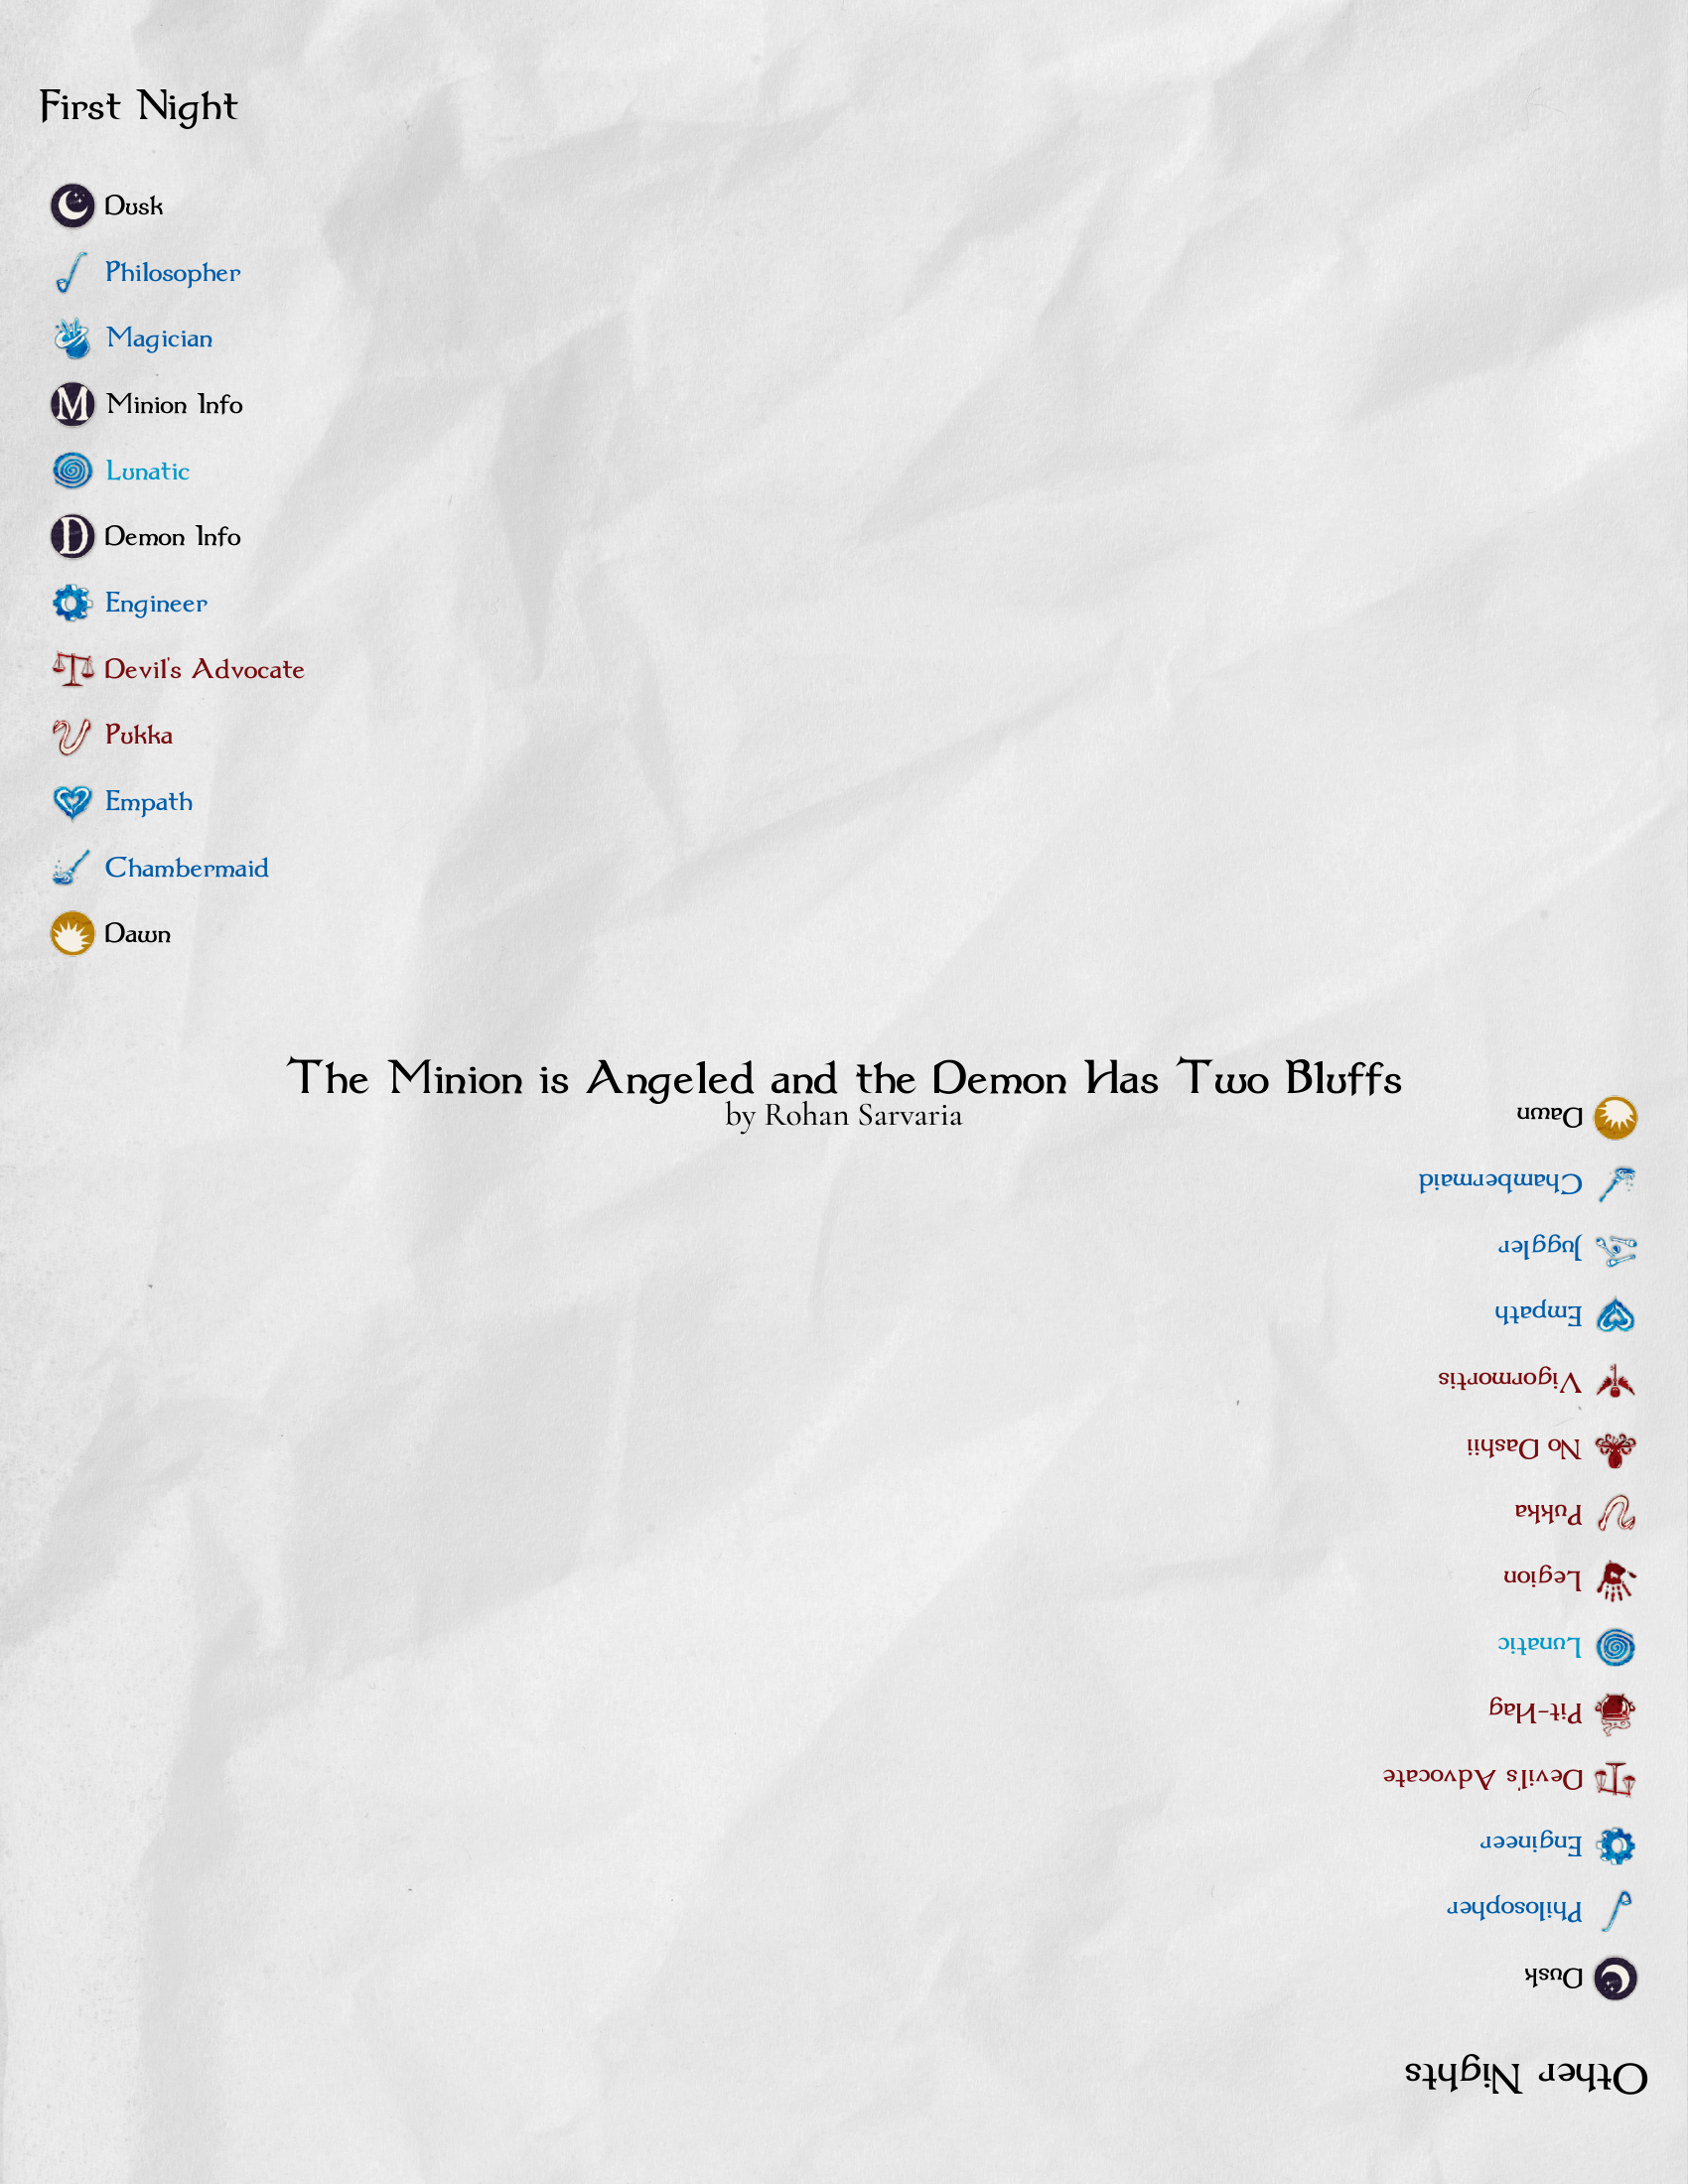 First Night
Dusk
Philosopher
Magician
M Minion Info
Lunatic
D Demon Info
Engineer
Devil's Advocate
Pukka
Empath
Chambermaid
Dawn
The Minion is Angeled and the Demon Has Two Bluffs
by Rohan Sarvaria
Other Nights
Dusk
Philosopher
Engineer
Devil's Advocate
Pit-Hag
Lunatic
Legion
Pukka
No Dashii
Vigormortis
Empath
Juggler
Chambermaid
Dawn